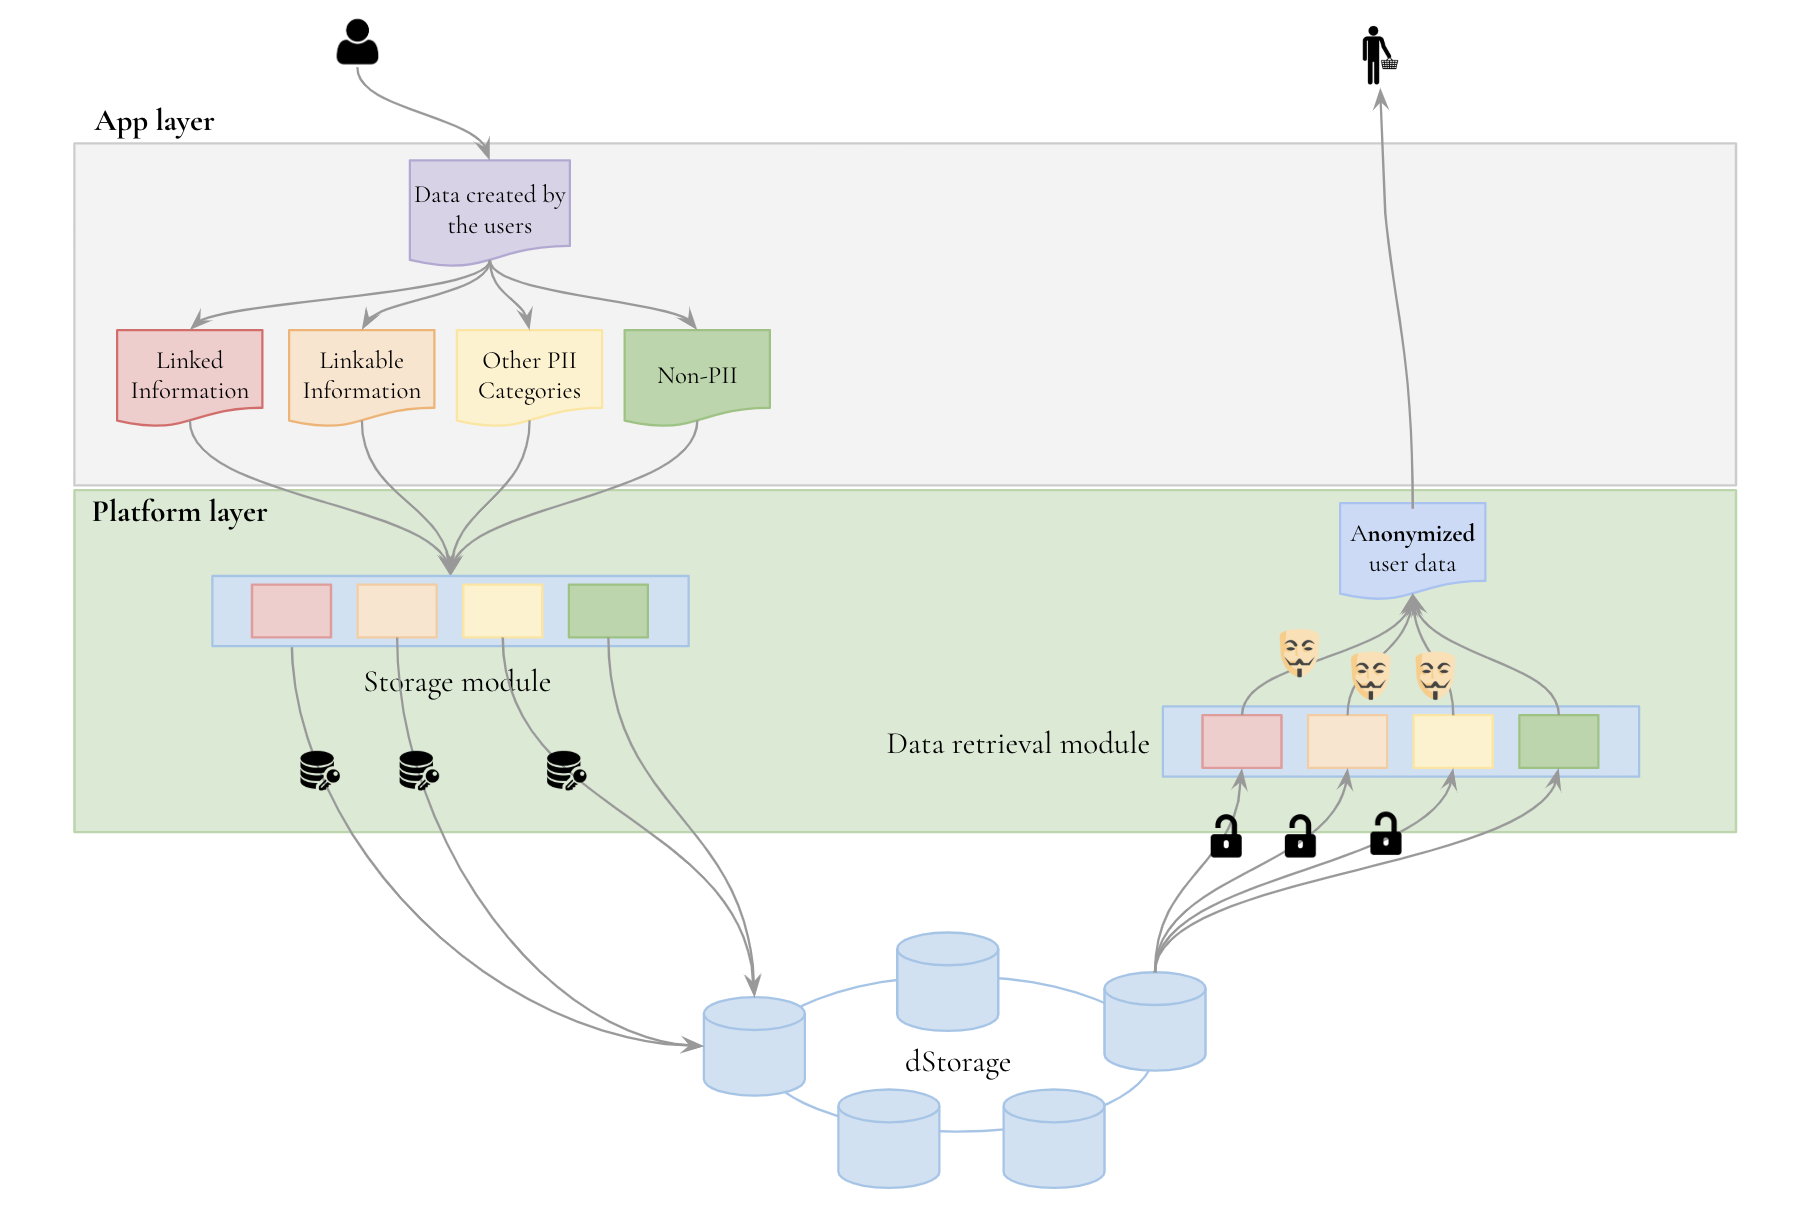 App layer
Data created by
the users
Linked
Information
Linkable
Information
Other PII
Categories
Non-PII
Platform layer
Anonymized
user data
Storage module
Data retrieval module
dStorage